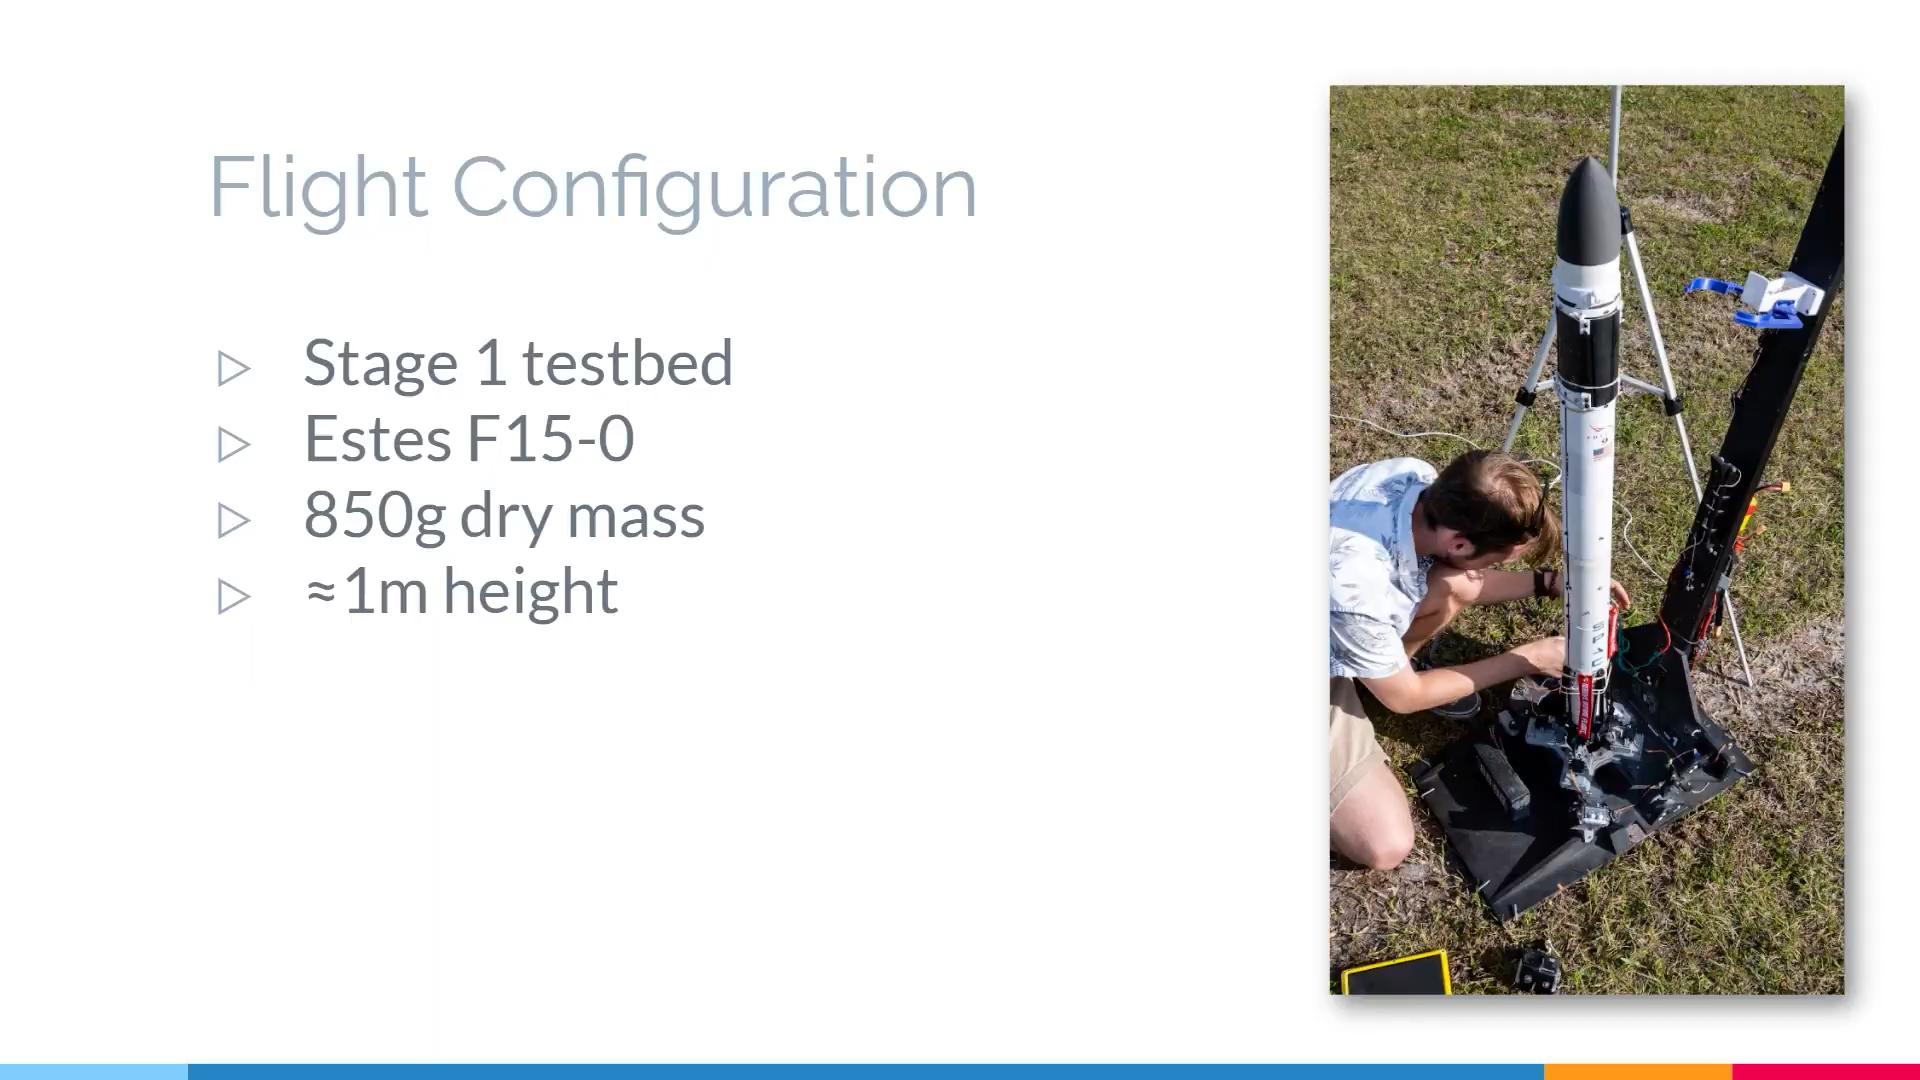 Flight Configuration
Stage 1 testbed
Estes F15-0
850g dry mass
≈1m height